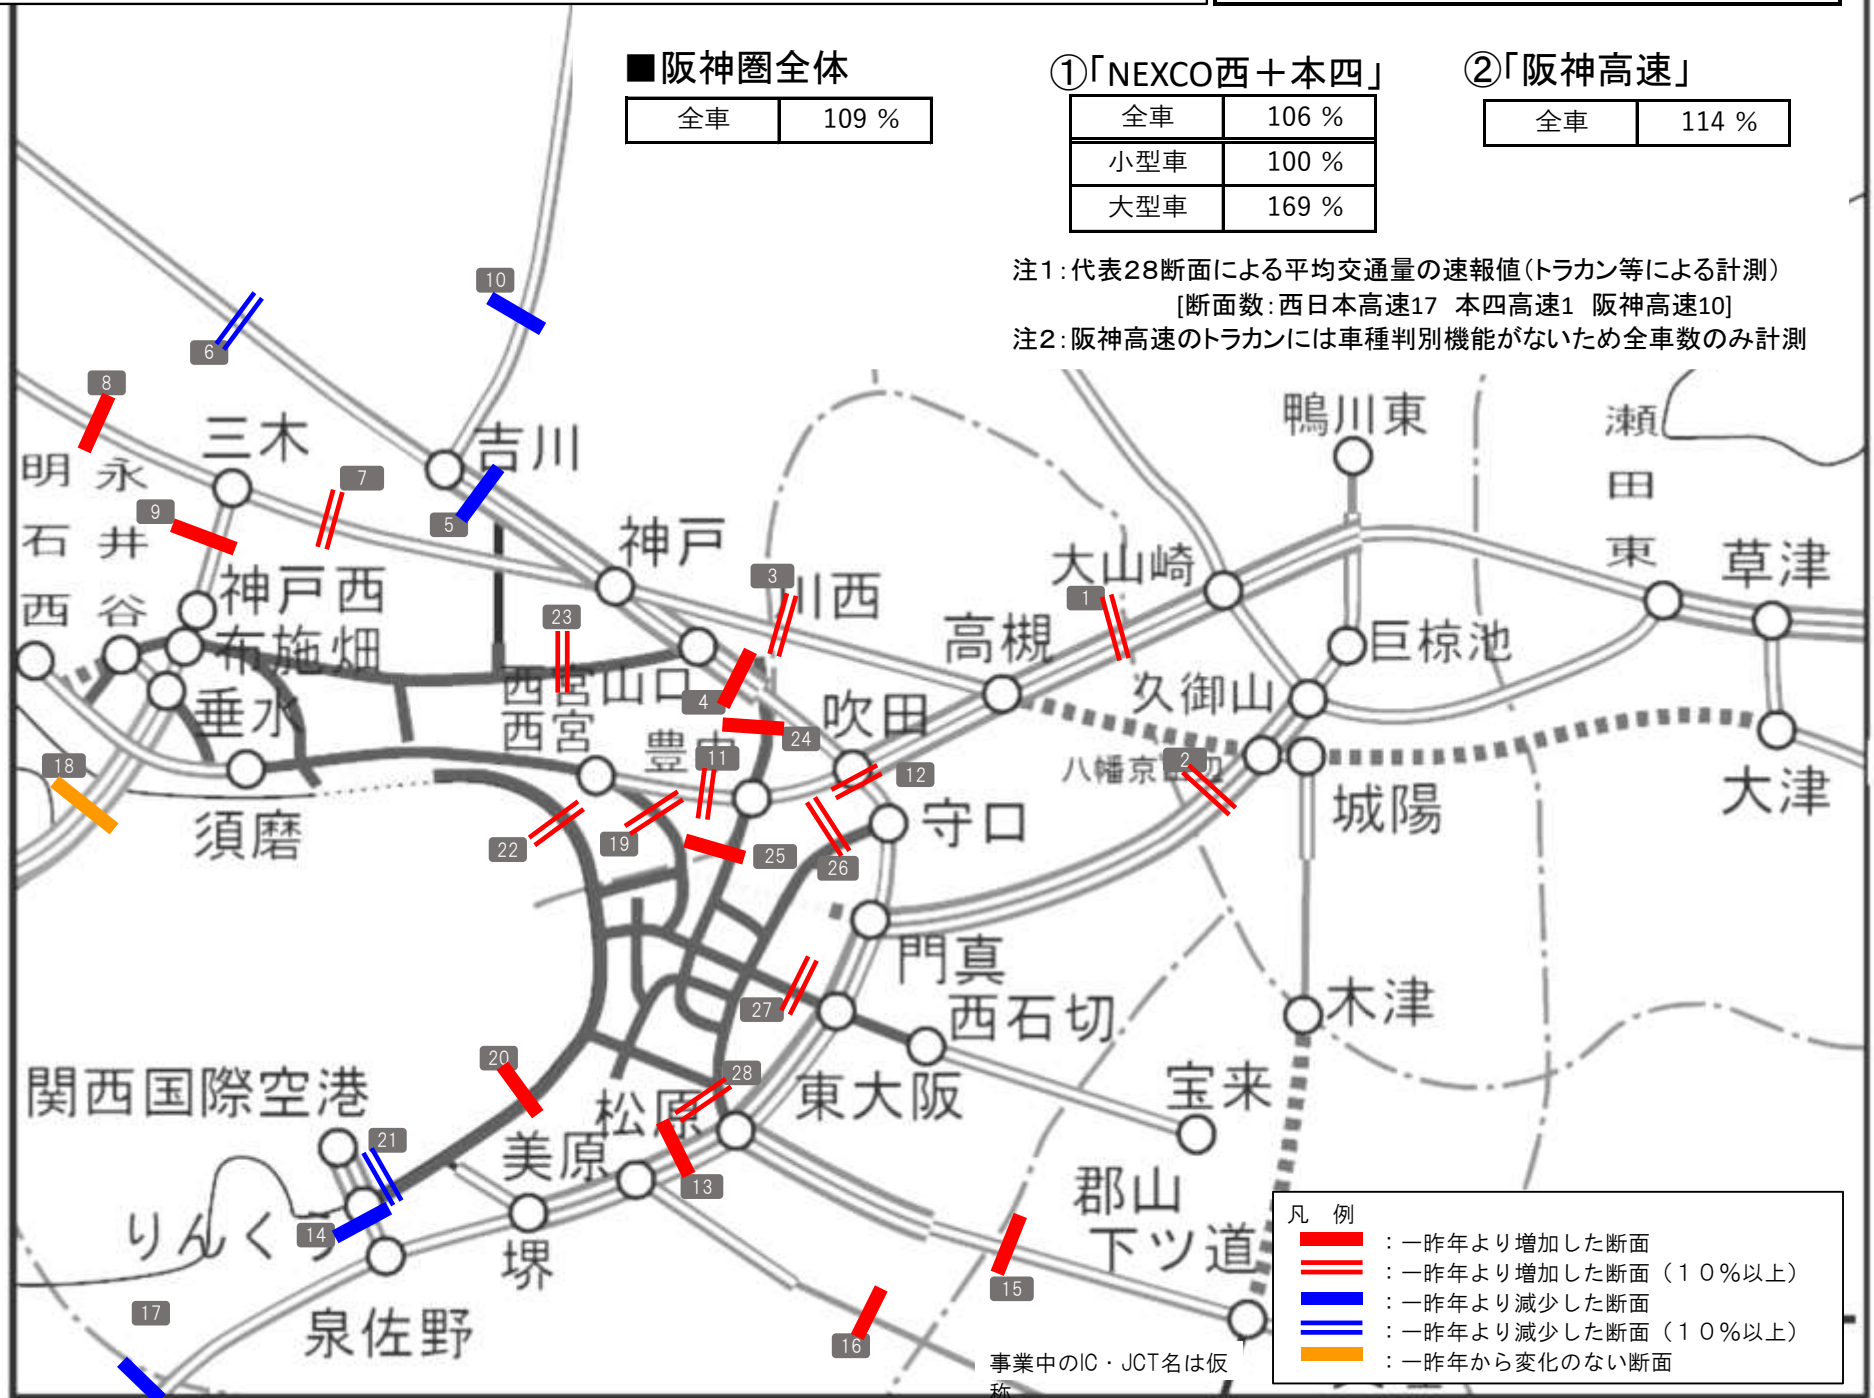 ■阪神圏全体
全車 109 %
①「NEXCO西＋本四」
全車 106 %
小型車 100 %
大型車 169 %
②「阪神高速」
全車 114 %
注1：代表28断面による平均交通量の速報値（トラカン等による計測）
[断面数：西日本高速17 本四高速1 阪神高速10]
注2：阪神高速のトラカンには車種判別機能がないため全車数のみ計測
10
6
8
三木
吉川
鴨川東
瀬田東
明石西
永井谷
7
9
5
神戸
大山崎
草津
3
川西
1
神戸西
23
高槻
巨椋池
布施畑
西宮山口
4
久御山
垂水
西宮
吹田
豊中
24
11
12
八幡京田辺
2
18
大津
城陽
須磨
守口
22
19
25
26
門真
27
西石切
木津
20
28
関西国際空港
松原
東大阪
宝来
21
美原
13
郡山
りんくう
14
下ツ道
堺
15
17
泉佐野
16
事業中のIC・JCT名は仮
称
凡 例
：一昨年より増加した断面
：一昨年より増加した断面（１０％以上）
：一昨年より減少した断面
：一昨年より減少した断面（１０％以上）
：一昨年から変化のない断面